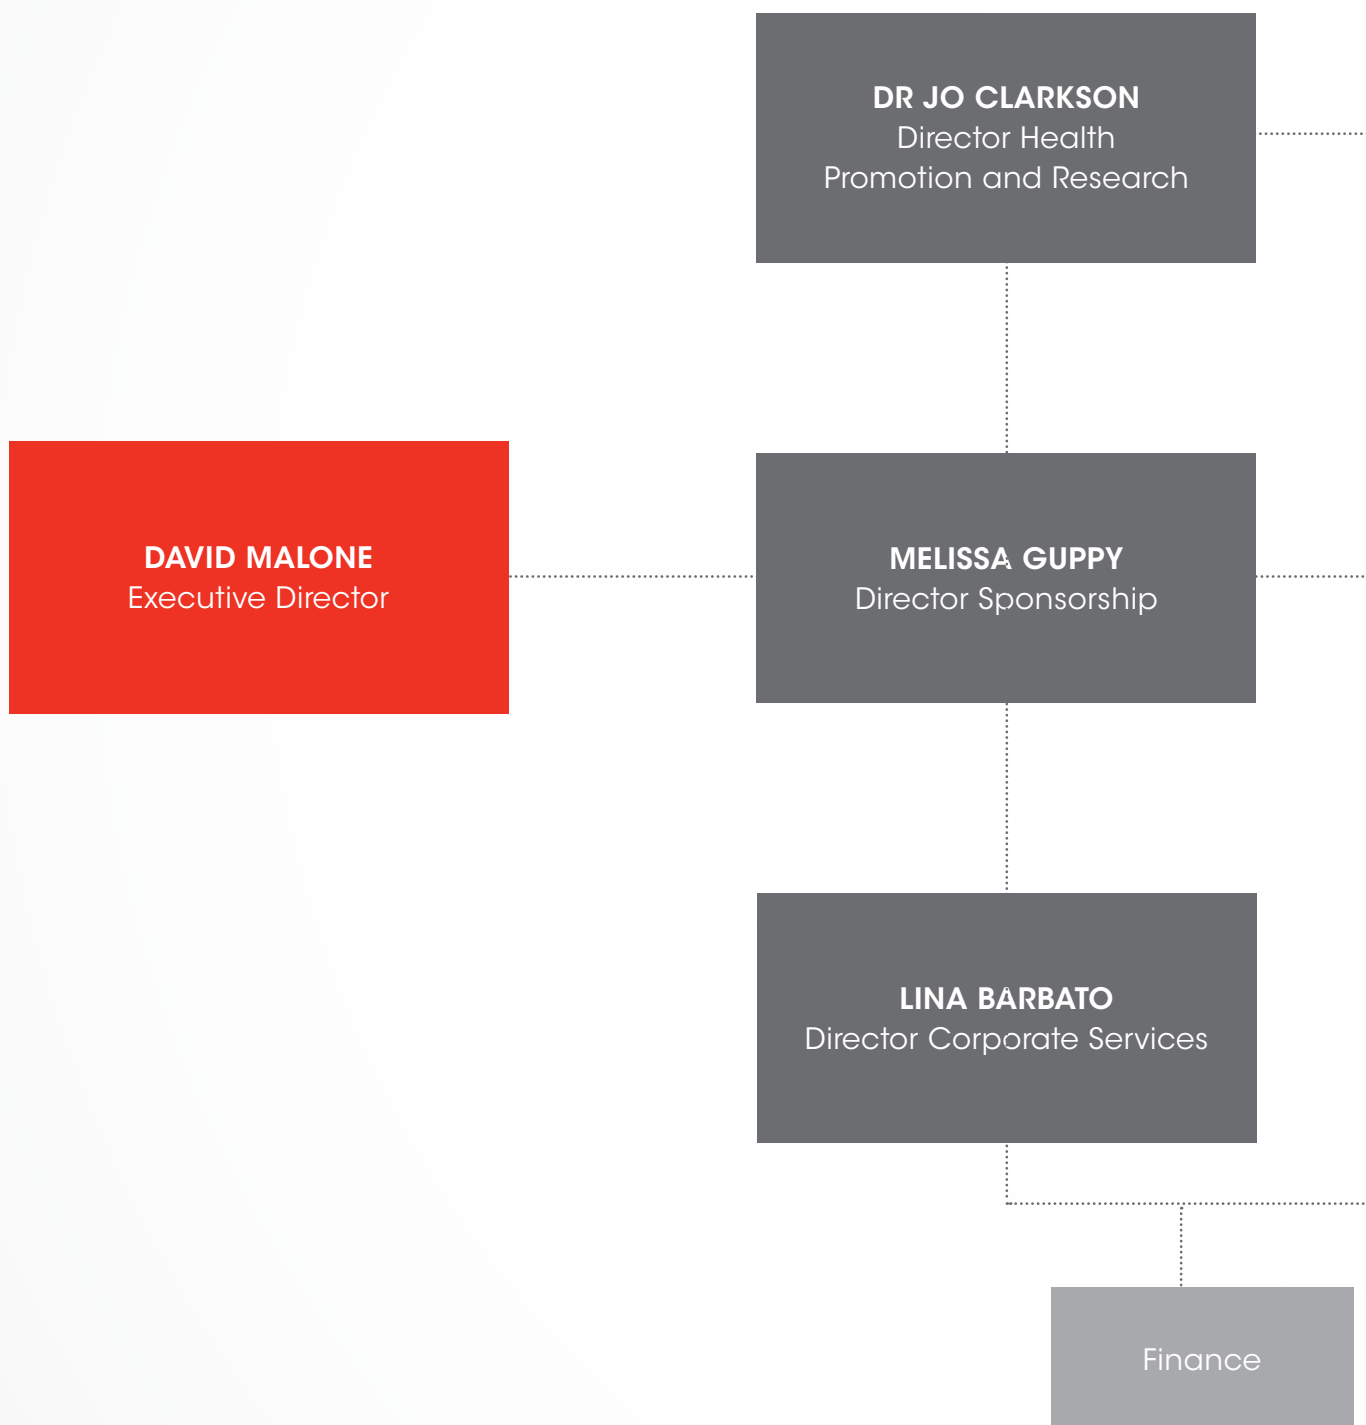 DR JO CLARKSON
Director Health
Promotion and Research
DAVID MALONE
Executive Director
MELISSA GUPPY
Director Sponsorship
LINA BARBATO
Director Corporate Services
Finance